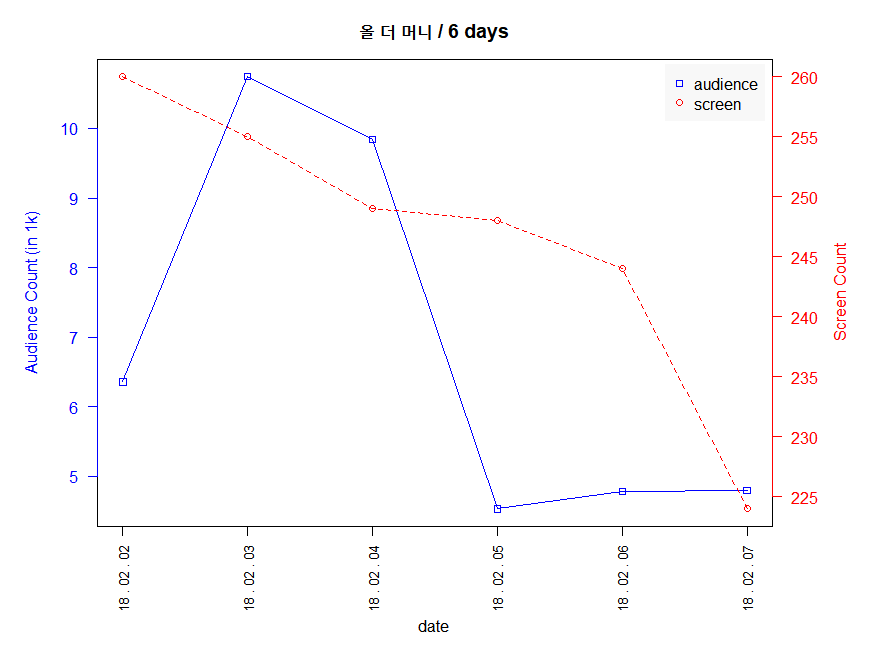 올 더 머니 / 6 days
audience
screen
10
9
8
7
6
5
Audience Count (in 1k)
260
255
250
245
240
235
230
225
Screen Count
18 . 02 . 02
18 . 02 . 03
18 . 02 . 04
18 . 02 . 05
18 . 02 . 06
18 . 02 . 07
date